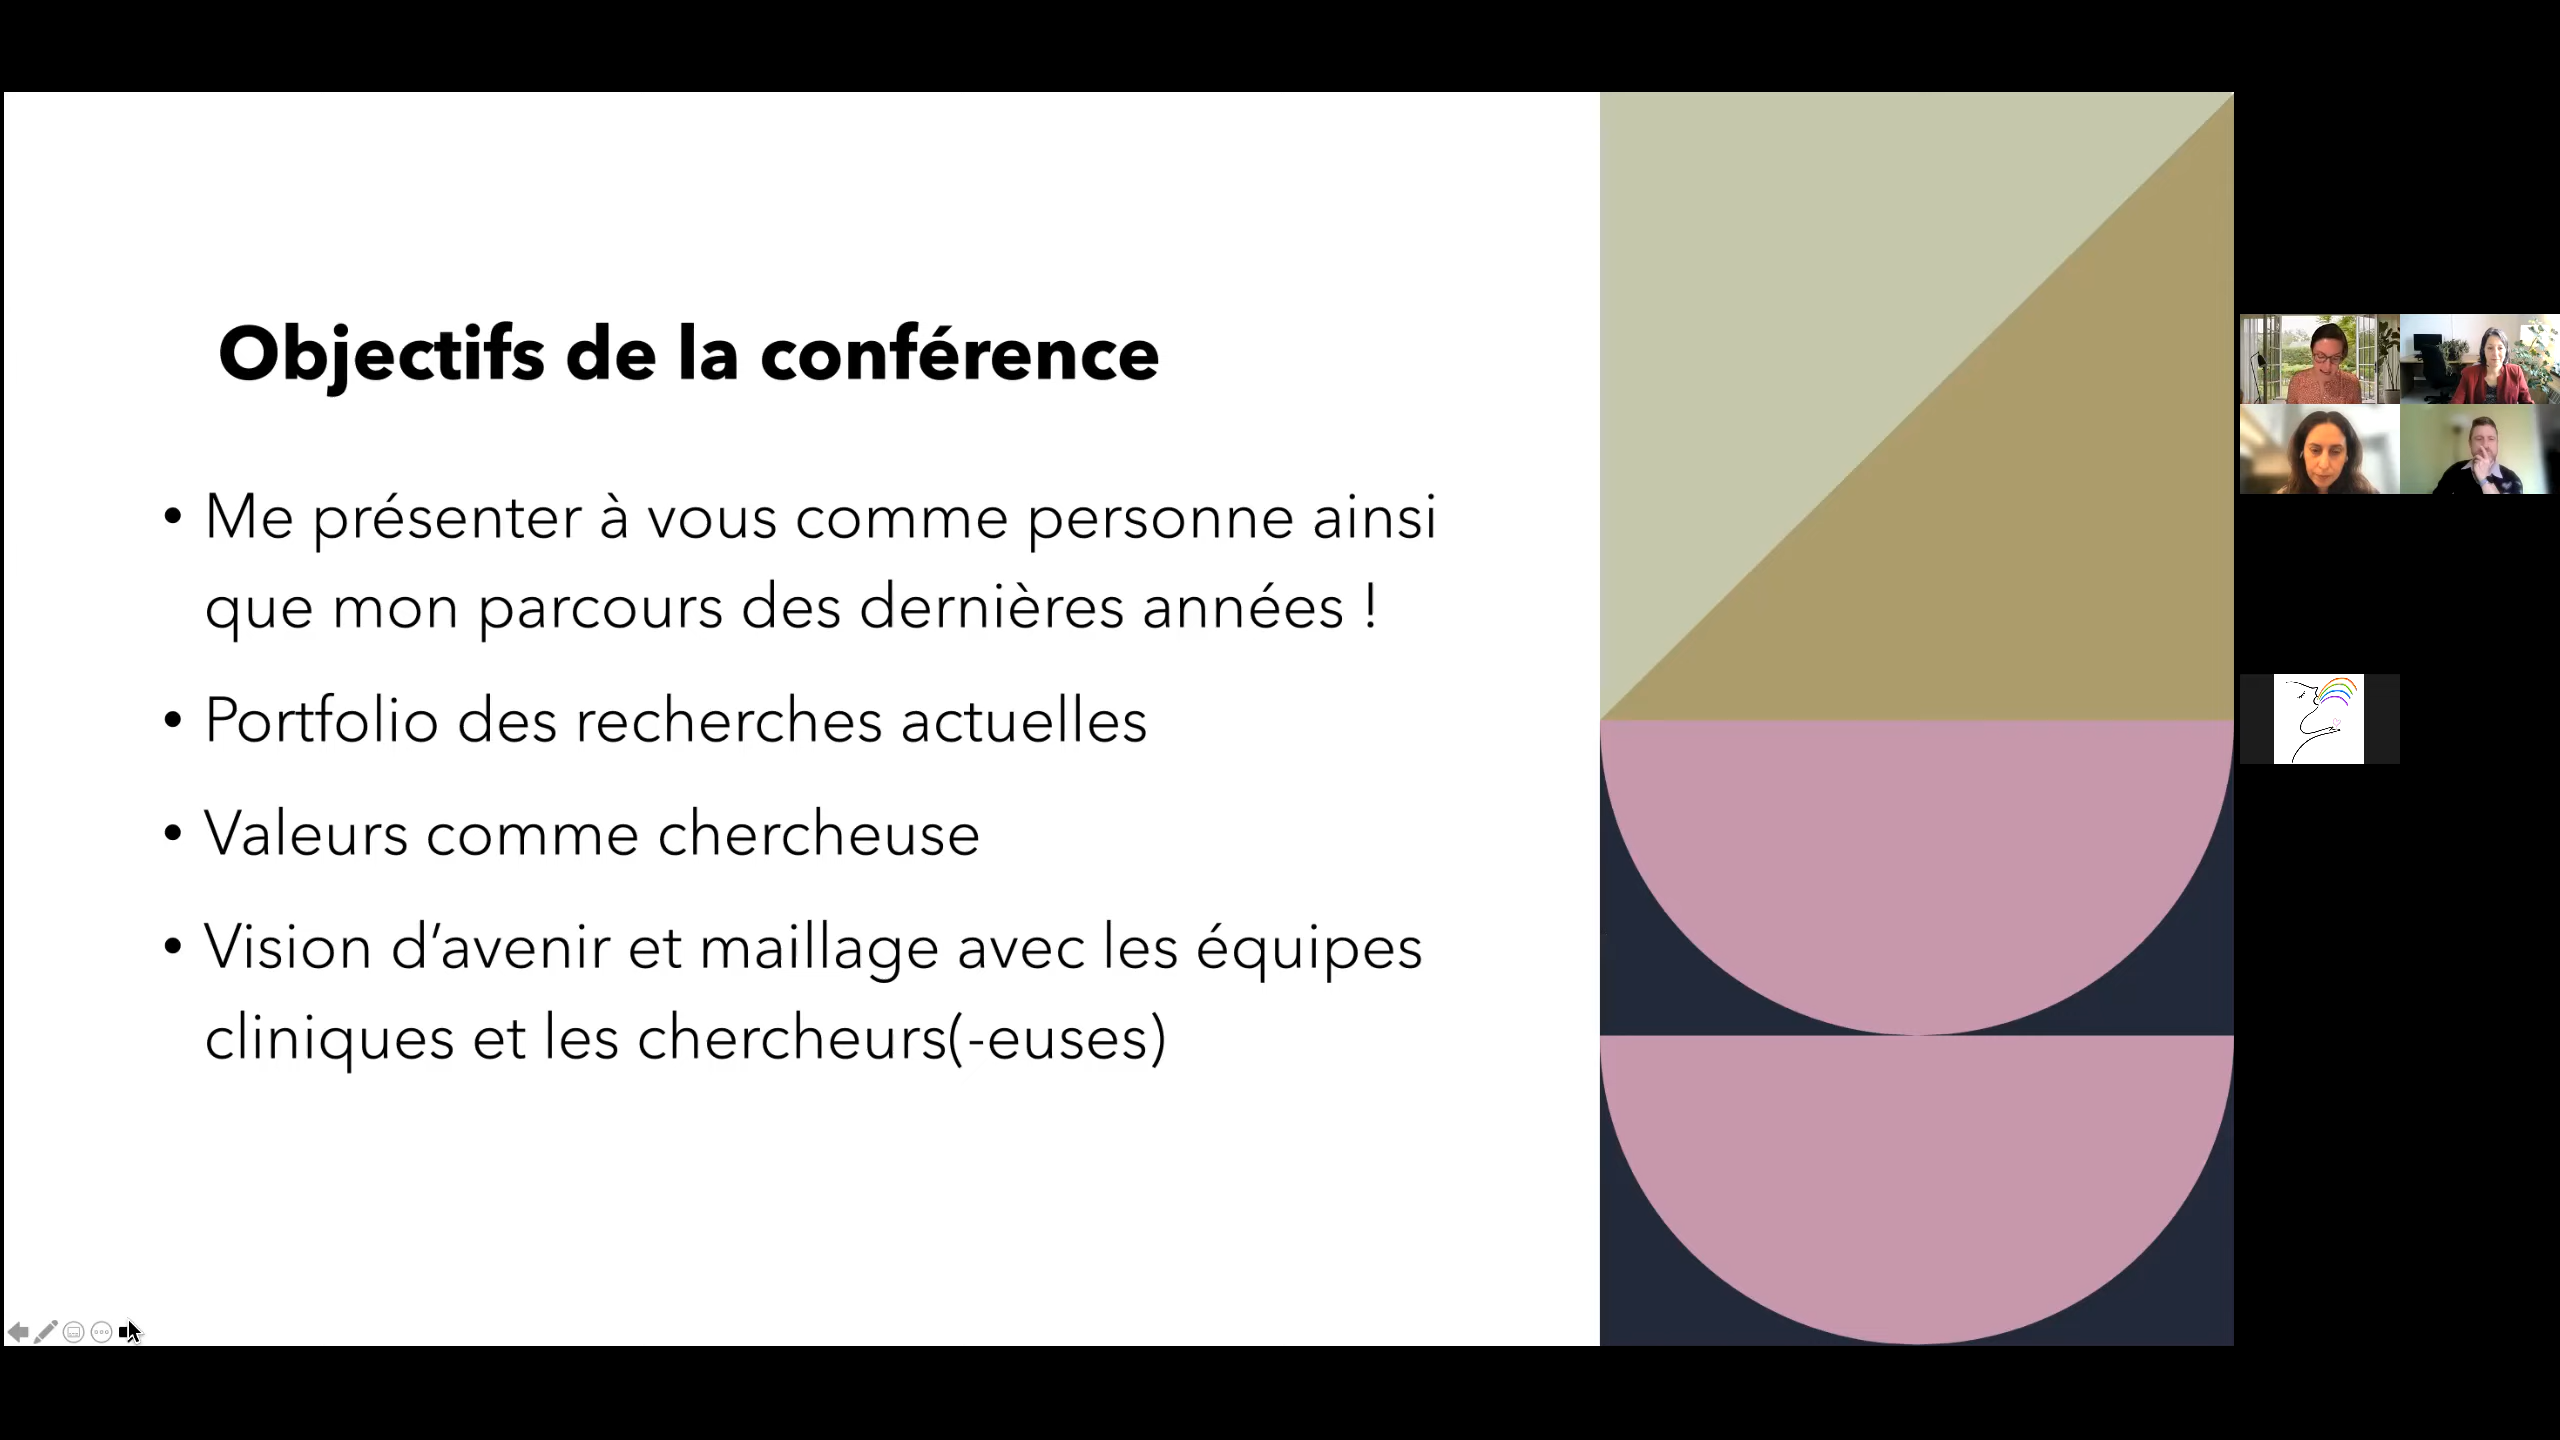 Objectifs de la conférence
• Me présenter à vous comme personne ainsi
que mon parcours des dernières années !
• Portfolio des recherches actuelles
• Valeurs comme chercheuse
• Vision d’avenir et maillage avec les équipes
cliniques et les chercheurs(-euses)